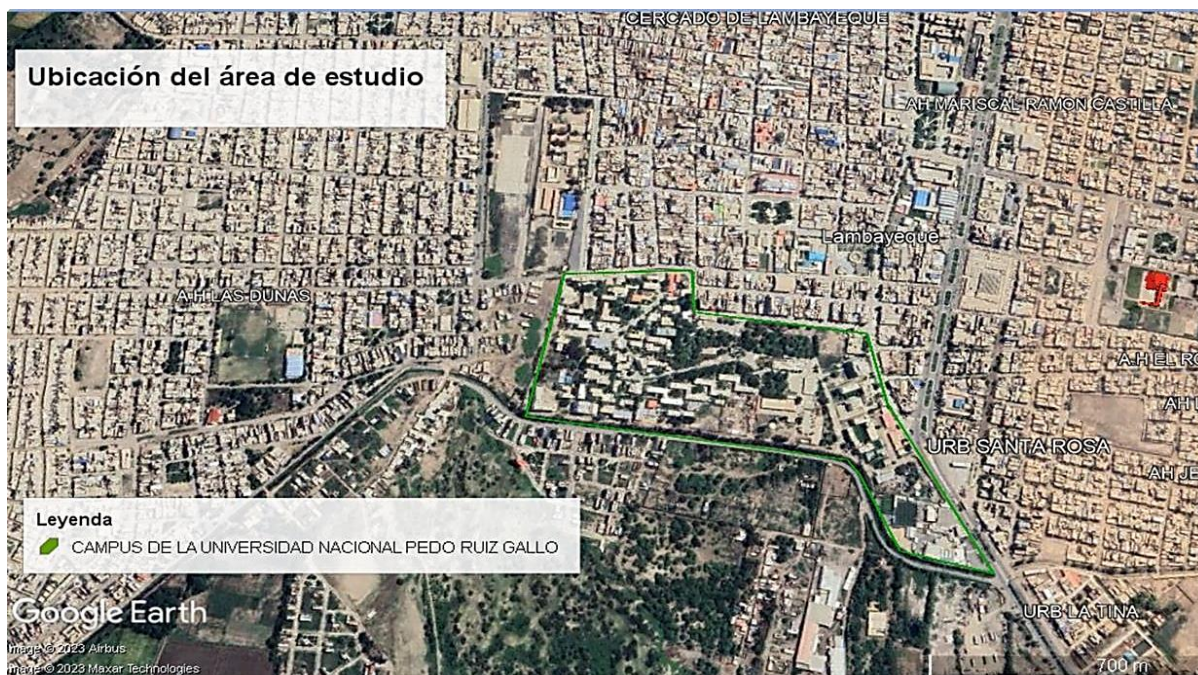 CERCADO DE LAMBAYEQUE
Ubicación del área de estudio
AH MARISCAL RAMON CASTILLA
Lambayeque
A.H LAS DUNAS
A.H EL
URB SANTA ROSA
AH
Leyenda
CAMPUS DE LA UNIVERSIDAD NACIONAL PEDO RUIZ GALLO
Google Earth
URB LA TINA
Image © 2023 Airbus
Image © 2023 Maxar Technologies
700 m